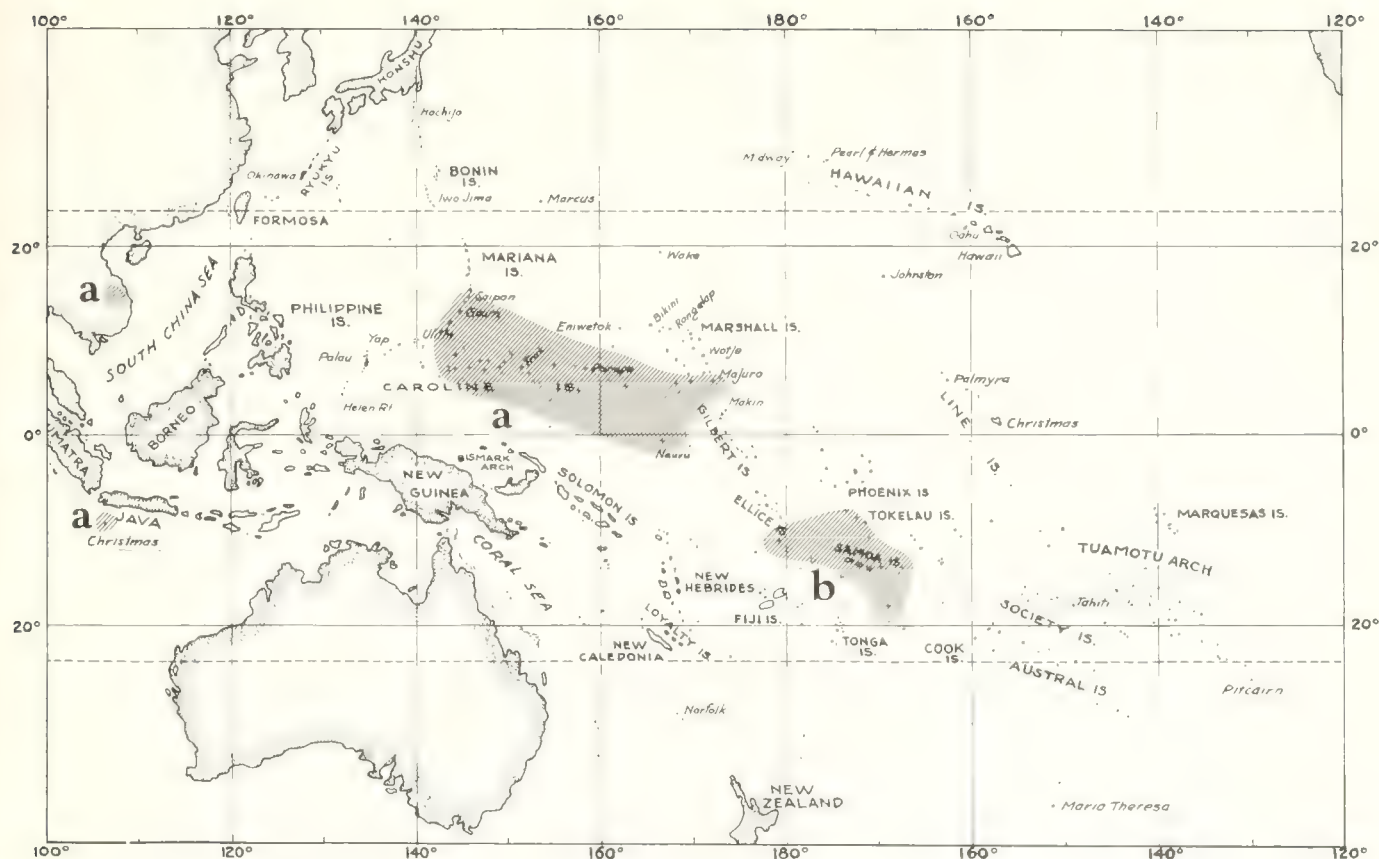 100° 120° 140° 160° 180° 160° 140° 120°
HONSHU
Hachijo
Midway
Pearl & Hermas
BONIN
IS.
Okinawa
RYUKYU
IS
HAWAIIAN
IS.
Iwo Jima
Marcus
FORMOSA
Oahu
20°
20°
Hawaii
MARIANA
IS.
Wake
Johnston
a
SOUTH CHINA SEA
PHILIPPINE
IS.
Saipan
Guam
Bikini
Rongelap
Ulithi
Eniwetok
MARSHALL IS.
Yap
Wotje
Palau
Truk
Ponape
Majuro
Palmyra
CAROLINE IS.
Makin
LINE
IS
Helen Rf
a
GILBERT IS
Christmas
0°
0°
BORNEO
Nauru
UMATRA
BISMARK
ARCH
NEW
GUINEA
SOLOMON IS
PHOENIX IS
ELLICE IS
TOKELAU IS.
MARQUESAS IS.
a
JAVA
Christmas
CORAL SEA
SAMOA IS.
TUAMOTU ARCH
b
NEW
HEBRIDES
FIJI IS.
Tahiti
SOCIETY IS.
LOYALTY IS
20°
20°
NEW
CALEDONIA
TONGA
IS.
COOK
IS.
AUSTRAL IS
Pitcairn
Norfolk
NEW
ZEALAND
Maria Theresa
100° 120° 140° 160° 180° 160° 140° 120°